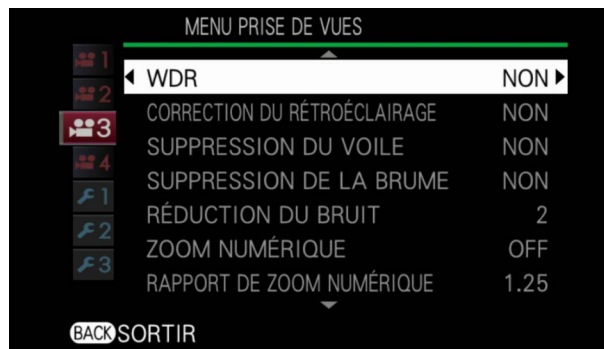 MENU PRISE DE VUES
1
2
3
4
1
2
3
WDR NON
CORRECTION DU RÉTROÉCLAIRAGE NON
SUPPRESSION DU VOILE NON
SUPPRESSION DE LA BRUME NON
RÉDUCTION DU BRUIT 2
ZOOM NUMÉRIQUE OFF
RAPPORT DE ZOOM NUMÉRIQUE 1.25
BACK SORTIR